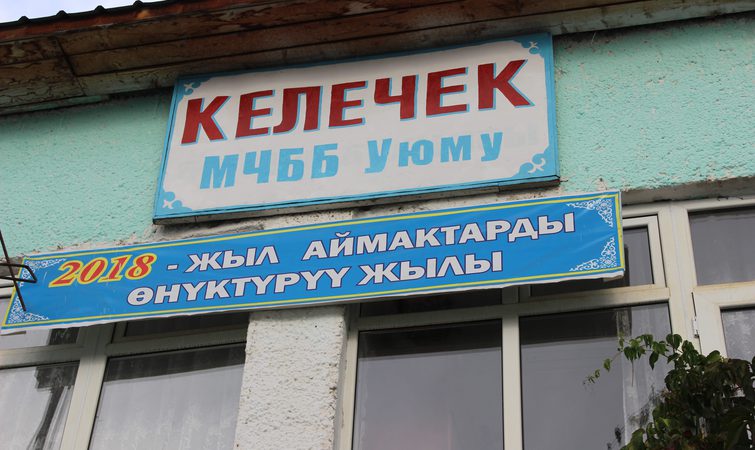 КЕЛЕЧЕК
МЧББ Уюму
2018 - ЖЫЛ АЙМАКТАРДЫ
ӨНҮКТҮРҮҮ ЖЫЛЫ